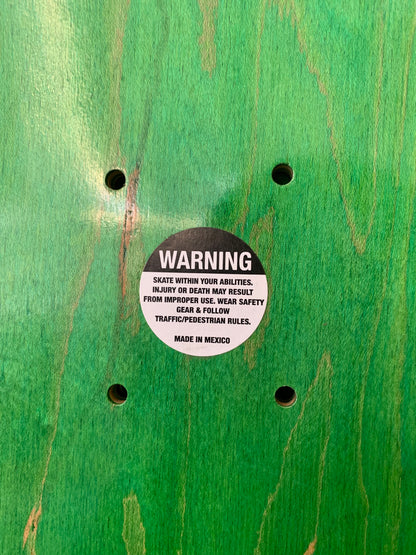 WARNING
SKATE WITHIN YOUR ABILITIES.
INJURY OR DEATH MAY RESULT
FROM IMPROPER USE. WEAR SAFETY
GEAR & FOLLOW
TRAFFIC/PEDESTRIAN RULES.
MADE IN MEXICO